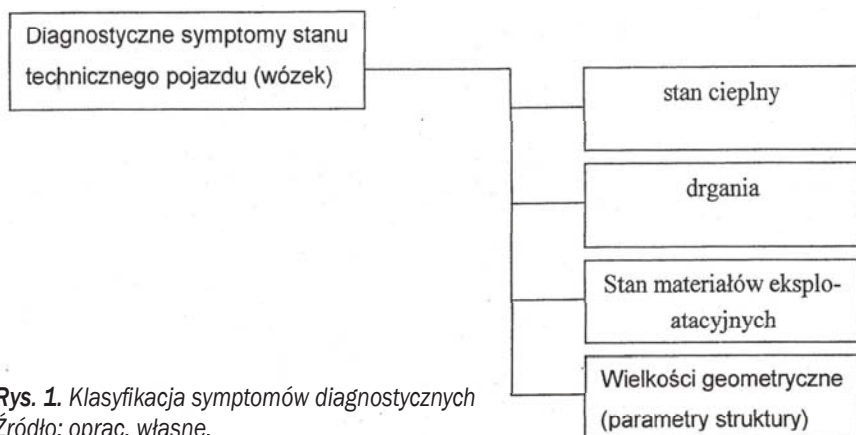 Diagnostyczne symptomy stanu
technicznego pojazdu (wózek)
stan cieplny
drgania
Stan materiałów eksplo-
atacyjnych
Wielkości geometryczne
(parametry struktury)
Rys. 1. Klasyfikacja symptomów diagnostycznych
Źródło: oprac. własne.